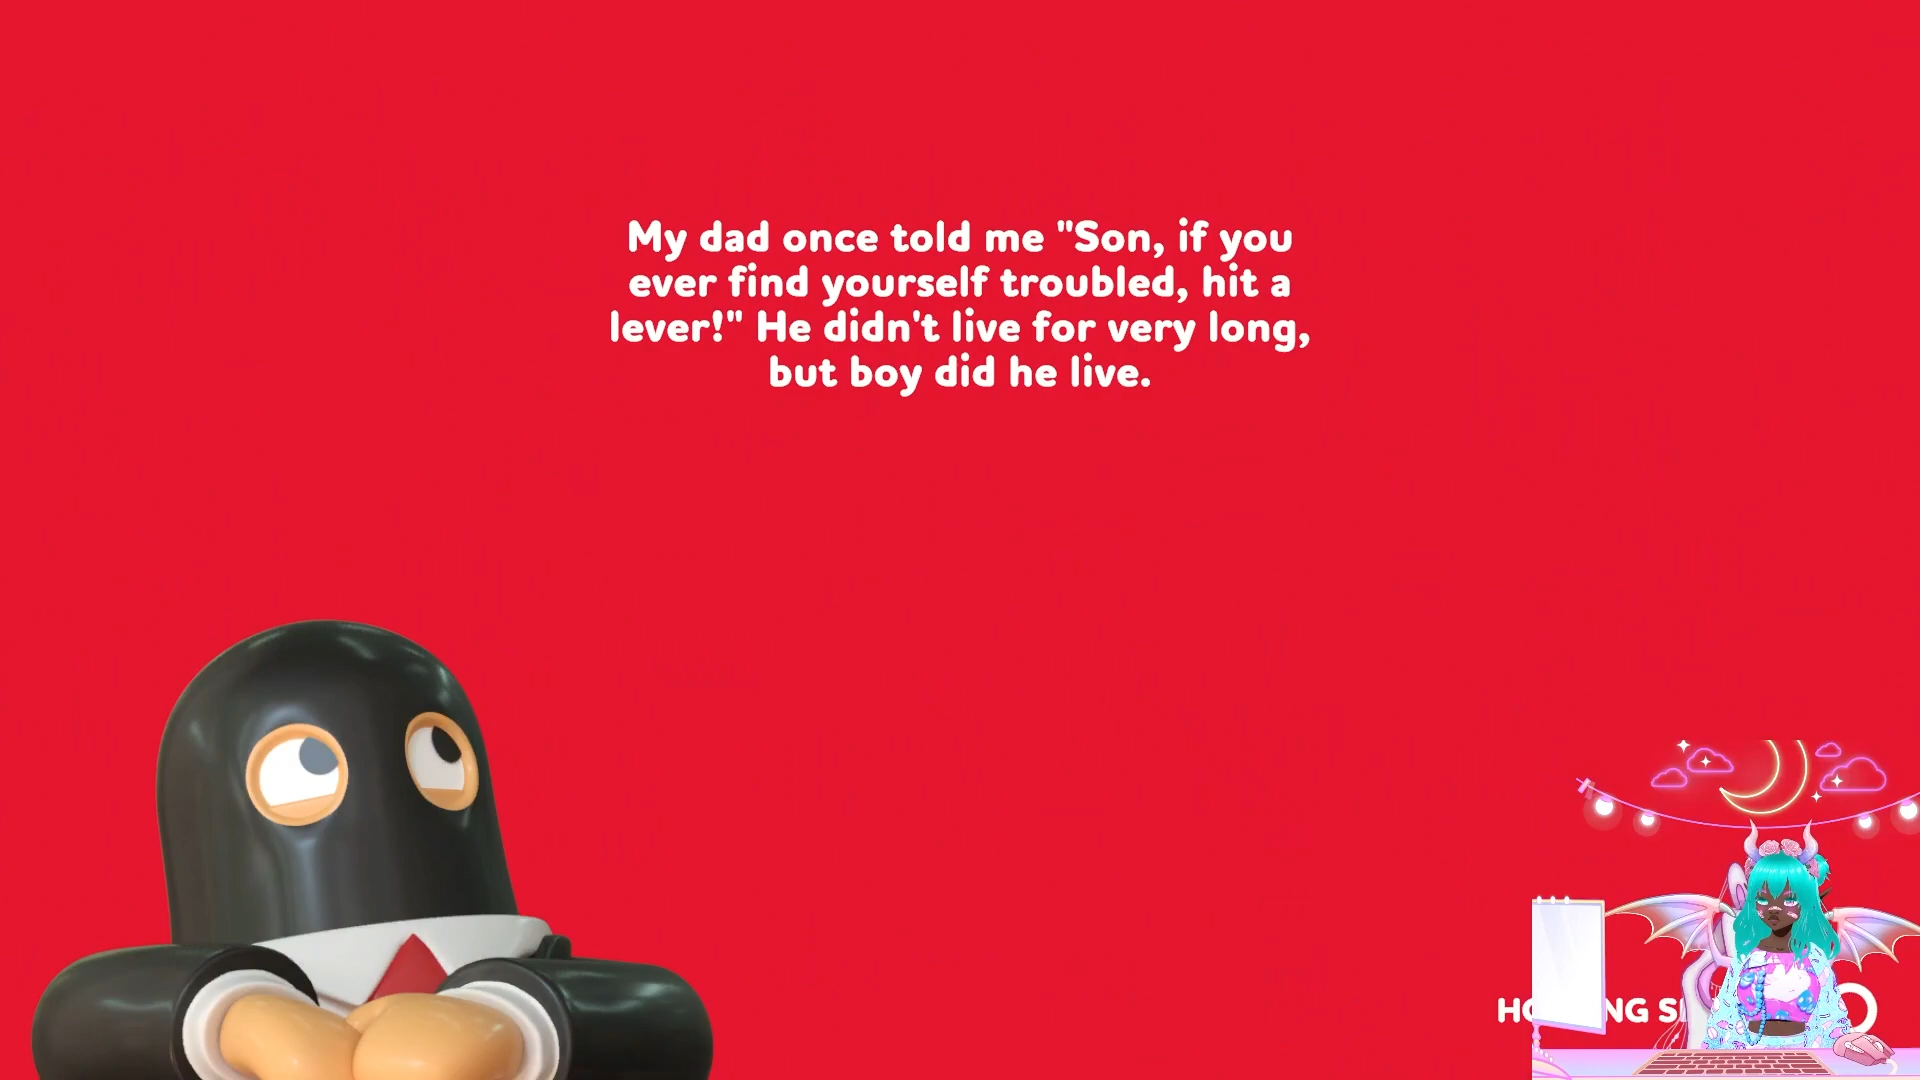 My dad once told me "Son, if you
ever find yourself troubled, hit a
lever!" He didn't live for very long,
but boy did he live.